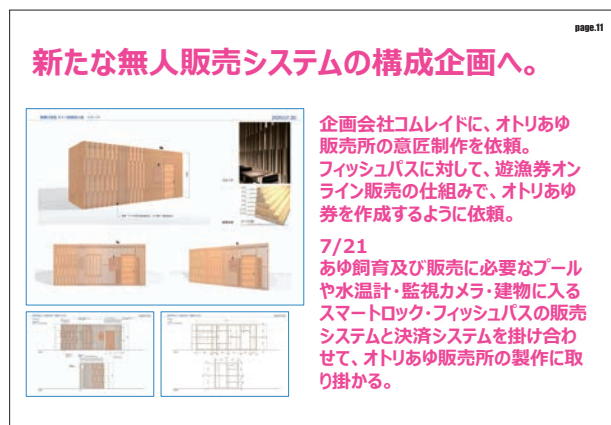 page.11
新たな無人販売システムの構成企画へ。
企画会社コムレイドに、オトリあゆ
販売所の意匠制作を依頼。
フィッシュパスに対して、遊漁券オン
ライン販売の仕組みで、オトリあゆ
券を作成するように依頼。
7/21
あゆ飼育及び販売に必要なプール
や水温計・監視カメラ・建物に入る
スマートロック・フィッシュパスの販売
システムと決済システムを掛け合わ
せて、オトリあゆ販売所の製作に取
り掛かる。